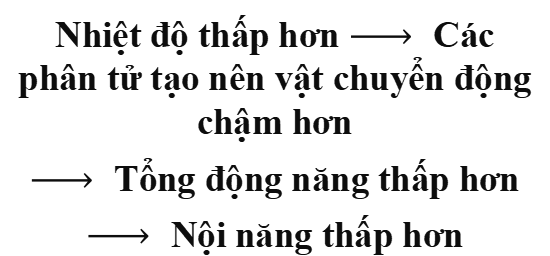 Nhiệt độ thấp hơn ⟶ Các
phân tử tạo nên vật chuyển động
chậm hơn
⟶ Tổng động năng thấp hơn
⟶ Nội năng thấp hơn